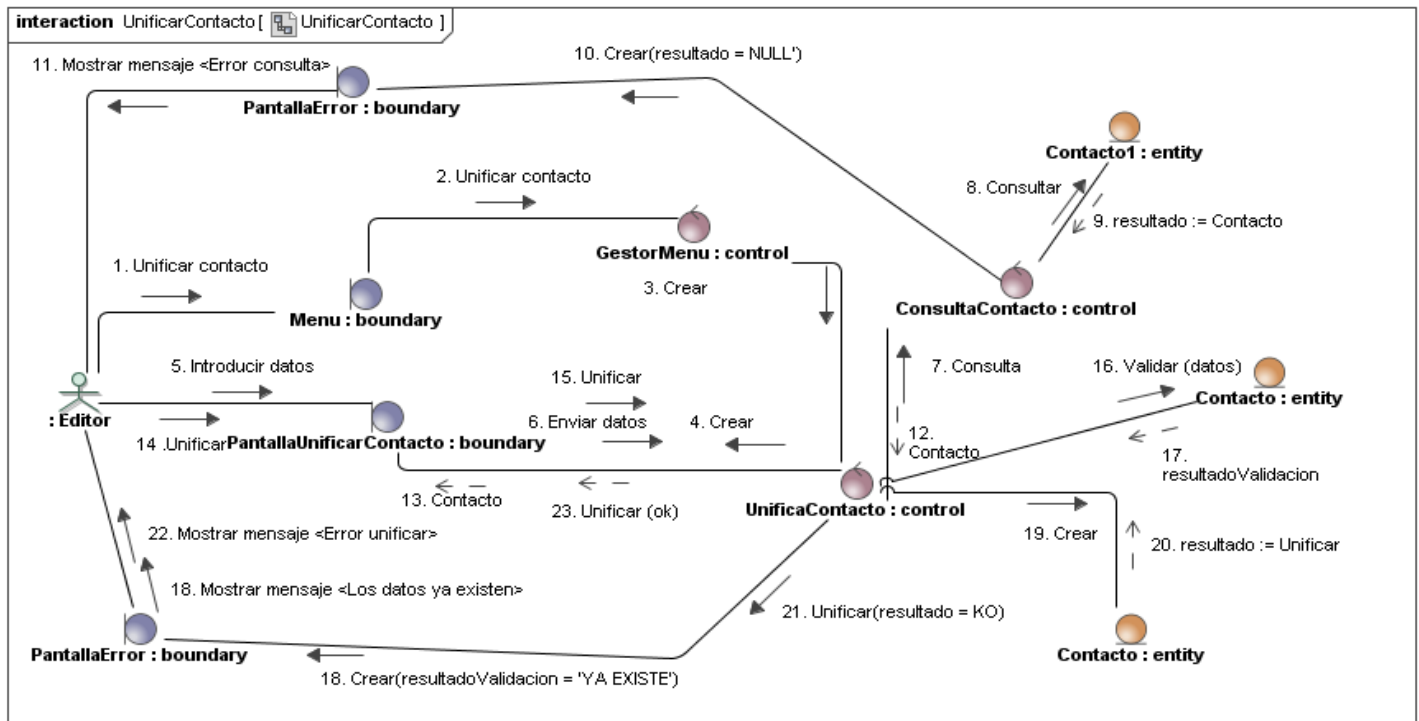 interaction UnificarContacto [ UnificarContacto ]
10. Crear(resultado = NULL')
11. Mostrar mensaje <Error consulta>
PantallaError : boundary
Contacto1 : entity
2. Unificar contacto
8. Consultar
9. resultado := Contacto
GestorMenu : control
1. Unificar contacto
3. Crear
Menu : boundary
ConsultaContacto : control
5. Introducir datos
15. Unificar
7. Consulta
16. Validar (datos)
Contacto : entity
: Editor
14 .Unificar
PantallaUnificarContacto : boundary
6. Enviar datos
4. Crear
12.
Contacto
17.
resultadoValidacion
13. Contacto
23. Unificar (ok)
UnificaContacto : control
19. Crear
20. resultado := Unificar
22. Mostrar mensaje <Error unificar>
18. Mostrar mensaje <Los datos ya existen>
21. Unificar(resultado = KO)
PantallaError : boundary
Contacto : entity
18. Crear(resultadoValidacion = 'YA EXISTE')